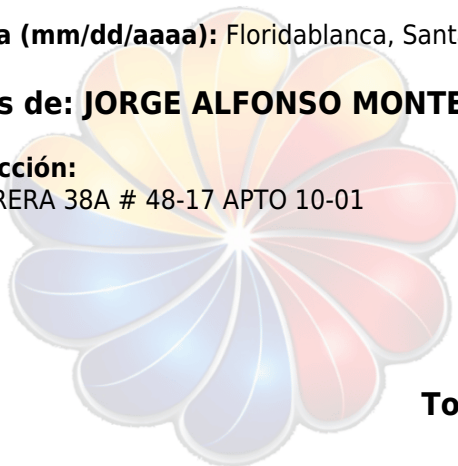 a (mm/dd/aaaa): Floridablanca, Sant
s de: JORGE ALFONSO MONTE
cción:
RERA 38A # 48-17 APTO 10-01
To